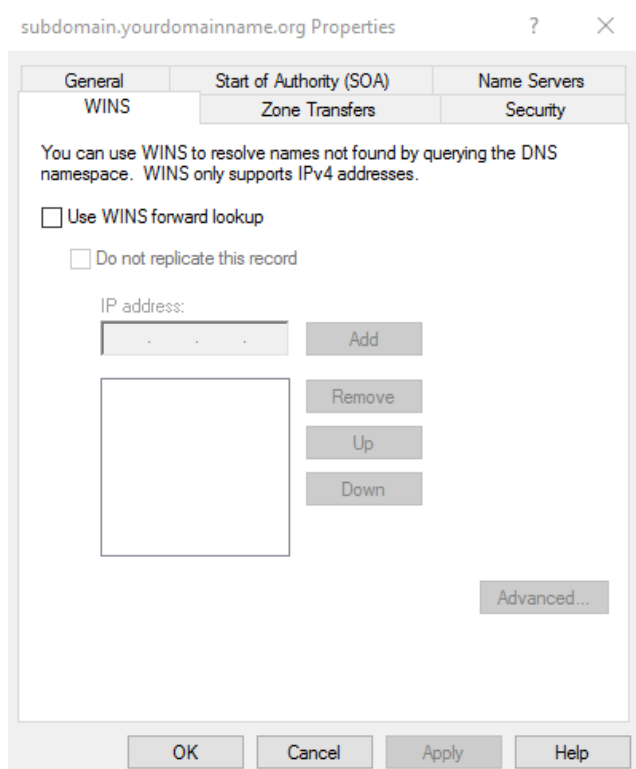 subdomain.yourdomainname.org Properties ? ×
General Start of Authority (SOA) Name Servers
WINS Zone Transfers Security
You can use WINS to resolve names not found by querying the DNS
namespace. WINS only supports IPv4 addresses.
Use WINS forward lookup
Do not replicate this record
IP address:
. . . Add
Remove
Up
Down
Advanced...
OK Cancel Apply Help